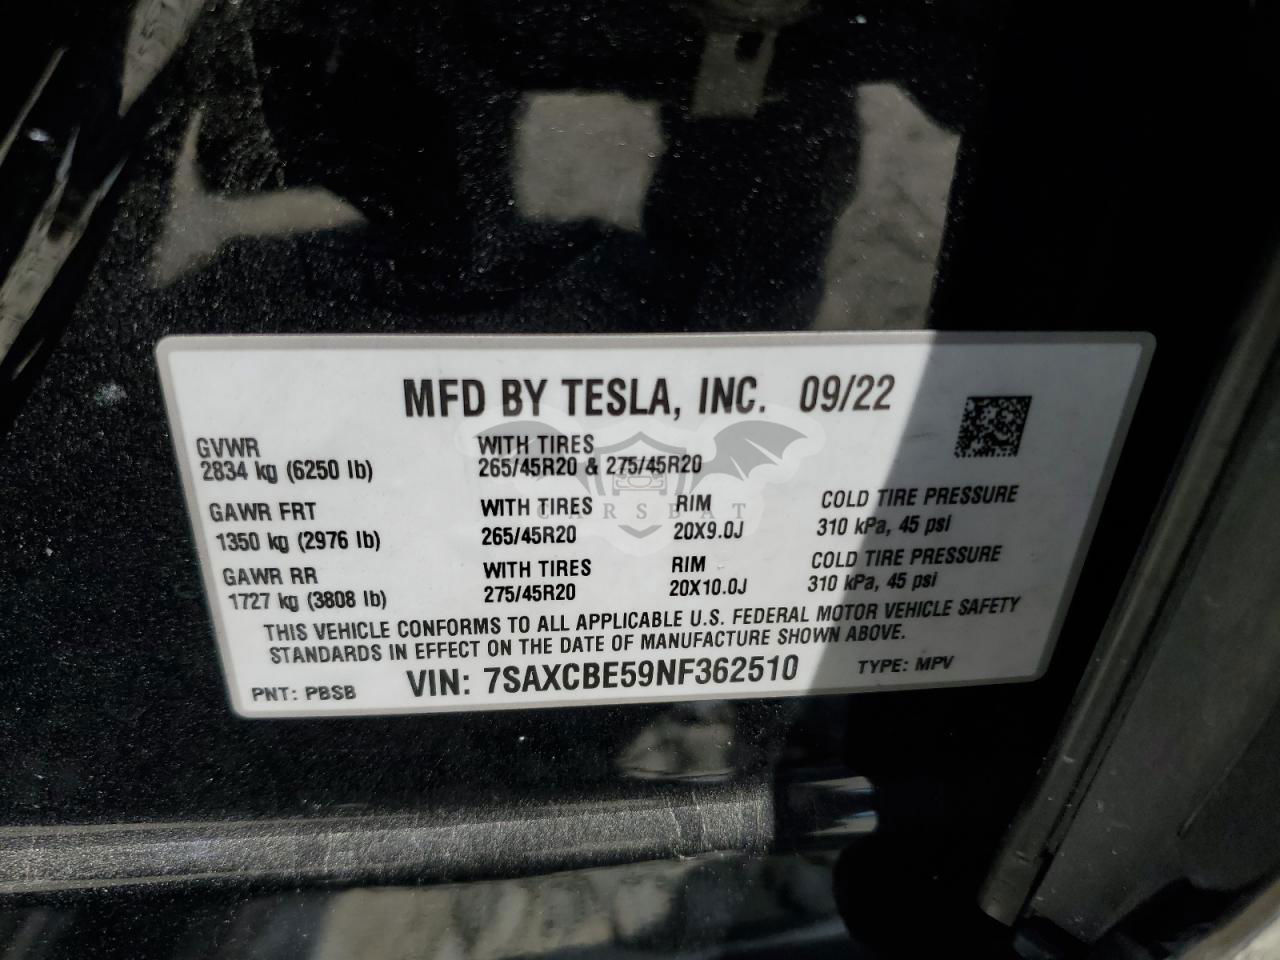 MFD BY TESLA, INC. 09/22
GVWR
2834 kg (6250 lb)
WITH TIRES
265/45R20 & 275/45R20
GAWR FRT
1350 kg (2976 lb)
WITH TIRES
265/45R20
RIM
20X9.0J
COLD TIRE PRESSURE
310 kPa, 45 psi
GAWR RR
1727 kg (3808 lb)
WITH TIRES
275/45R20
RIM
20X10.0J
COLD TIRE PRESSURE
310 kPa, 45 psi
THIS VEHICLE CONFORMS TO ALL APPLICABLE U.S. FEDERAL MOTOR VEHICLE SAFETY
STANDARDS IN EFFECT ON THE DATE OF MANUFACTURE SHOWN ABOVE.
PNT: PBSB
VIN: 7SAXCBE59NF362510
TYPE: MPV
CARSBAT